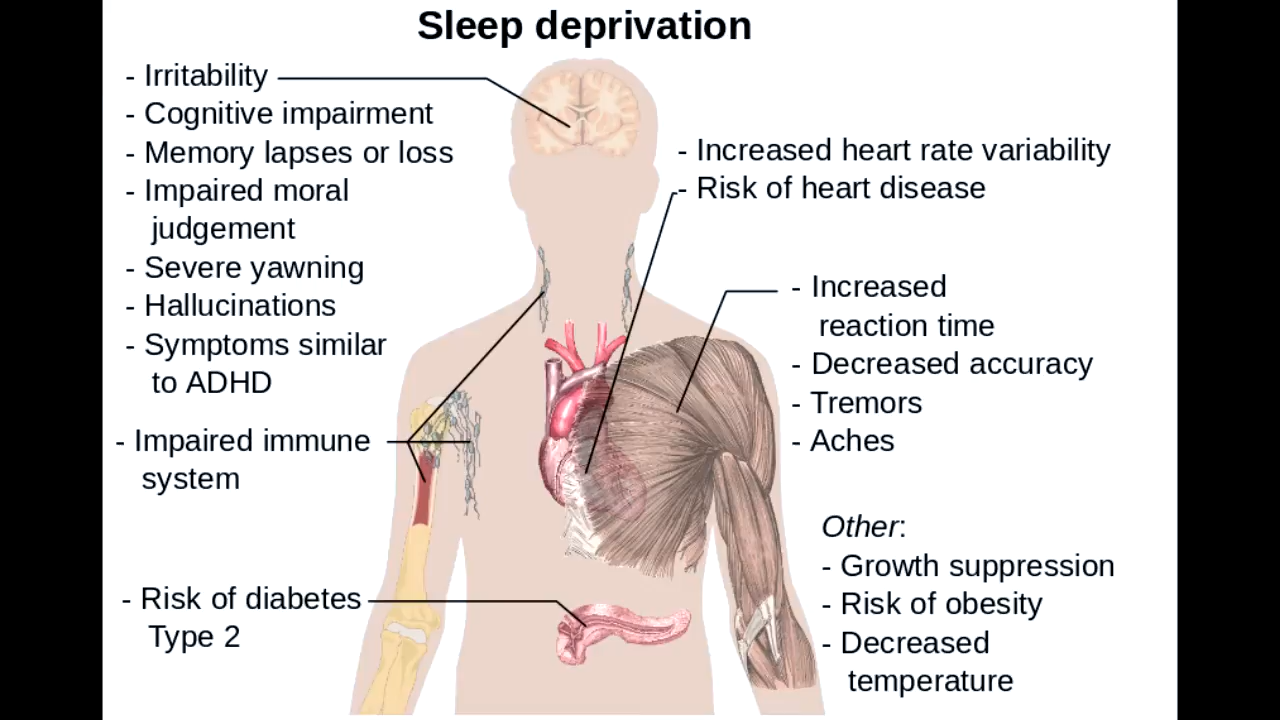 Sleep deprivation
- Irritability
- Cognitive impairment
- Memory lapses or loss
- Impaired moral
judgement
- Severe yawning
- Hallucinations
- Symptoms similar
to ADHD
- Impaired immune
system
- Risk of diabetes
Type 2
- Increased heart rate variability
- Risk of heart disease
- Increased
reaction time
- Decreased accuracy
- Tremors
- Aches
Other:
- Growth suppression
- Risk of obesity
- Decreased
temperature